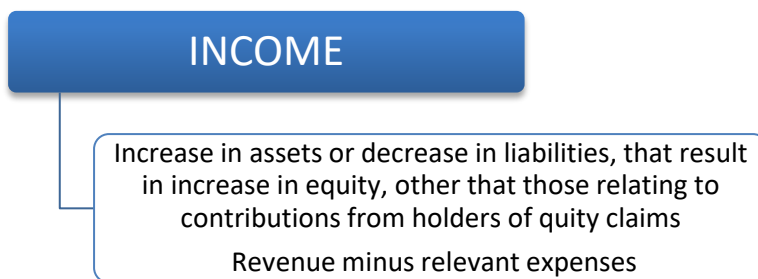 INCOME
Increase in assets or decrease in liabilities, that result
in increase in equity, other that those relating to
contributions from holders of quity claims
Revenue minus relevant expenses